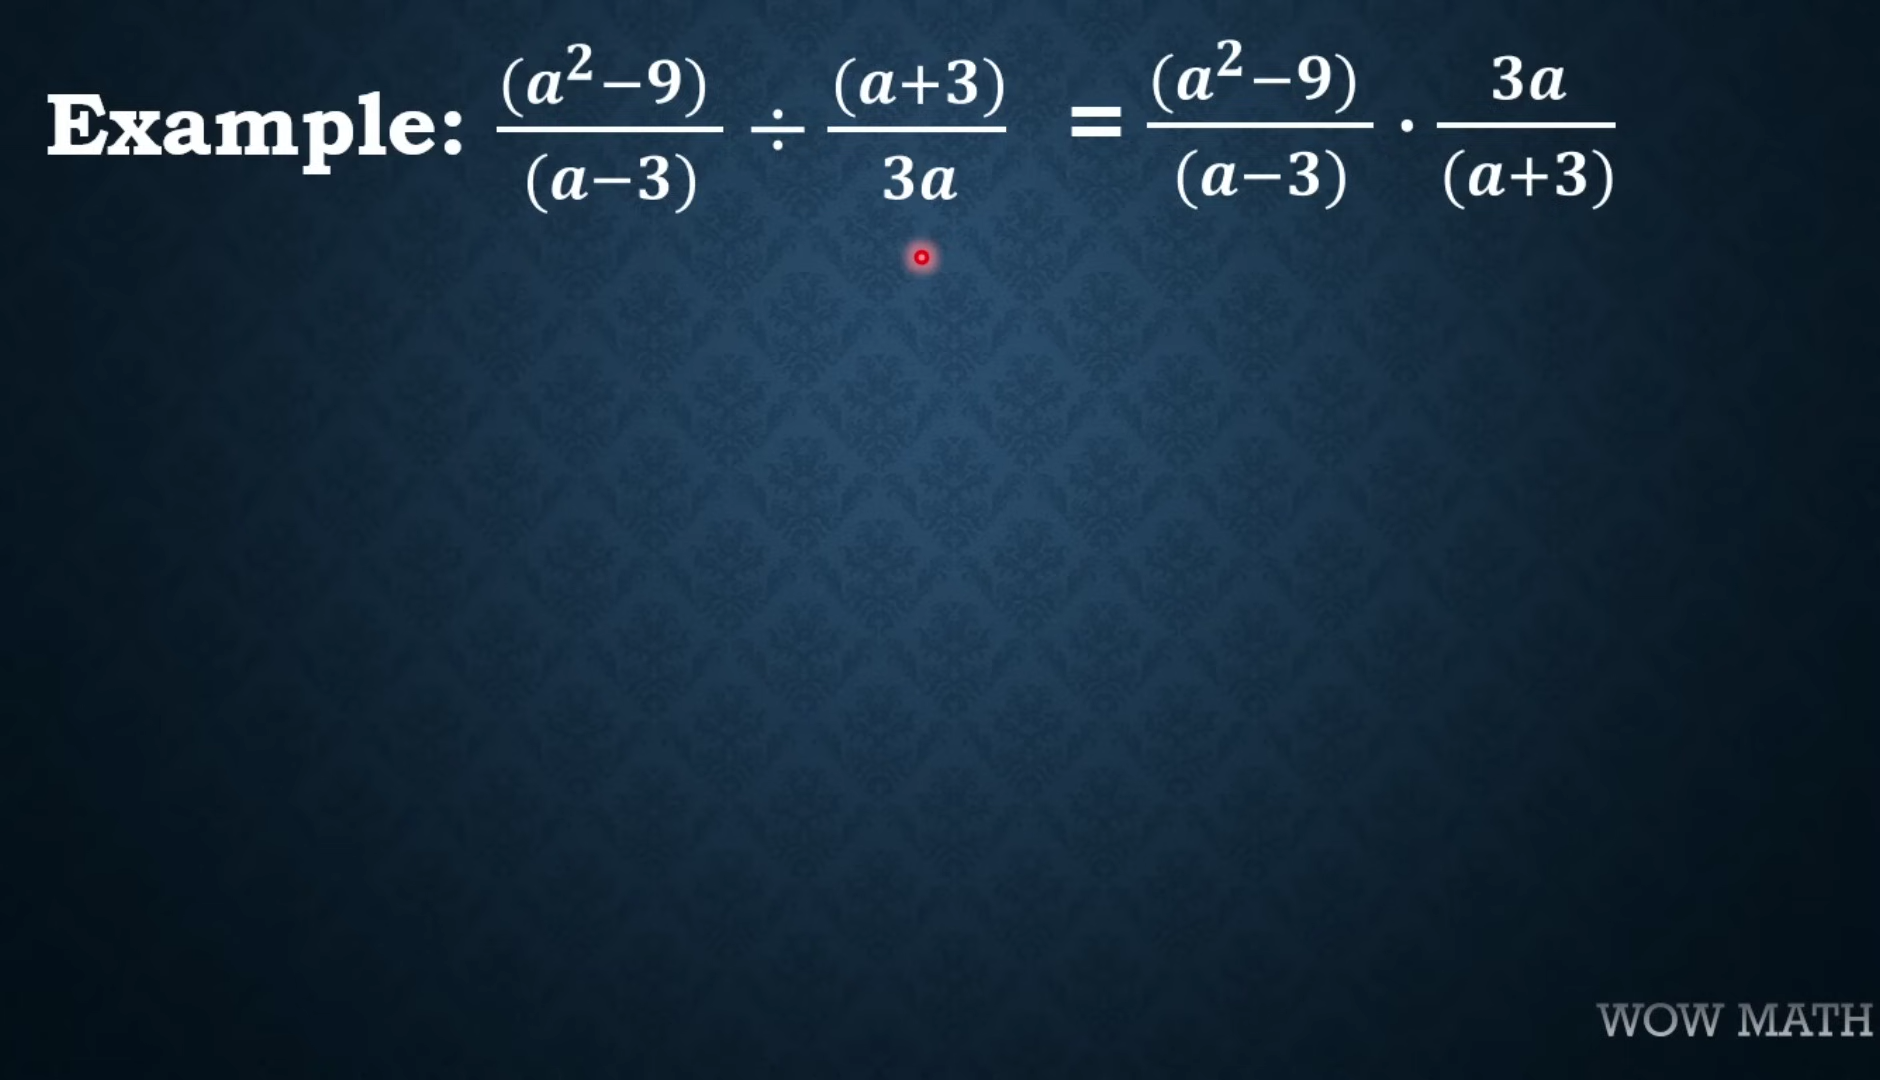 Example: (a²−9)/(a−3) ÷ (a+3)/3a = (a²−9)/(a−3) · 3a/(a+3)
WOW MATH